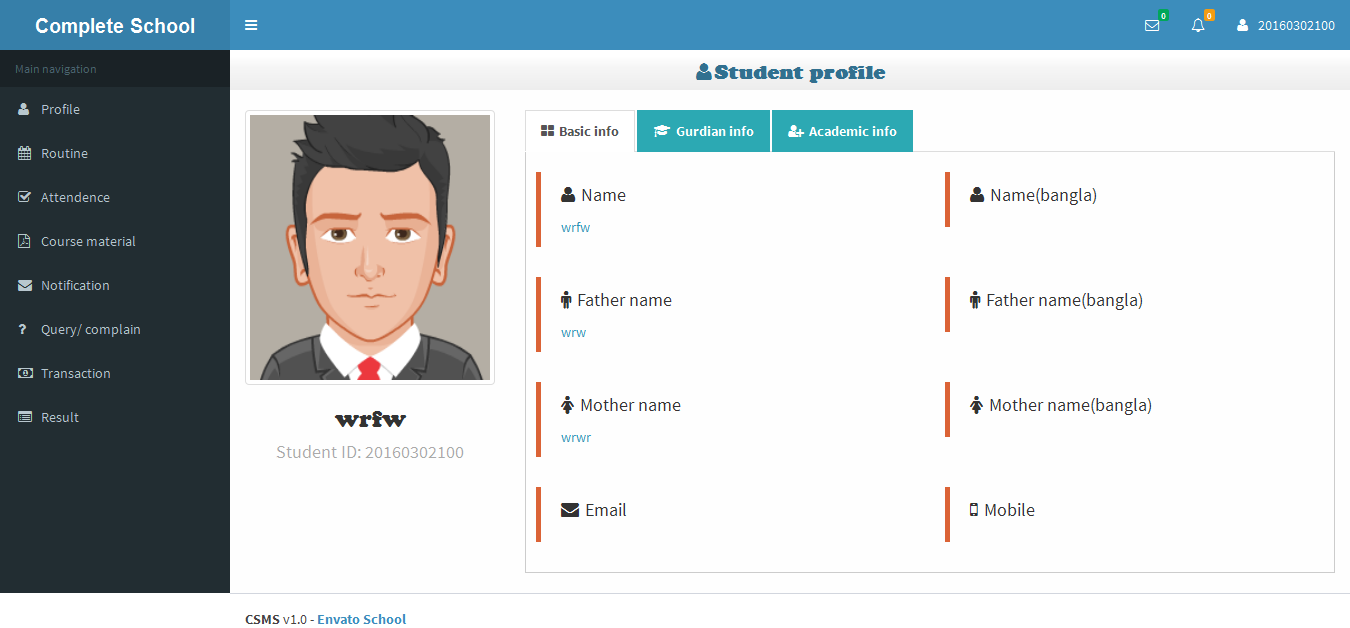 Complete School
0
0
20160302100
Main navigation
Profile
Routine
Attendence
Course material
Notification
? Query/ complain
Transaction
Result
Student profile
wrfw
Student ID: 20160302100
Basic info
Gurdian info
Academic info
Name
wrfw
Name(bangla)
Father name
wrw
Father name(bangla)
Mother name
wrwr
Mother name(bangla)
Email
Mobile
CSMS v1.0 - Envato School